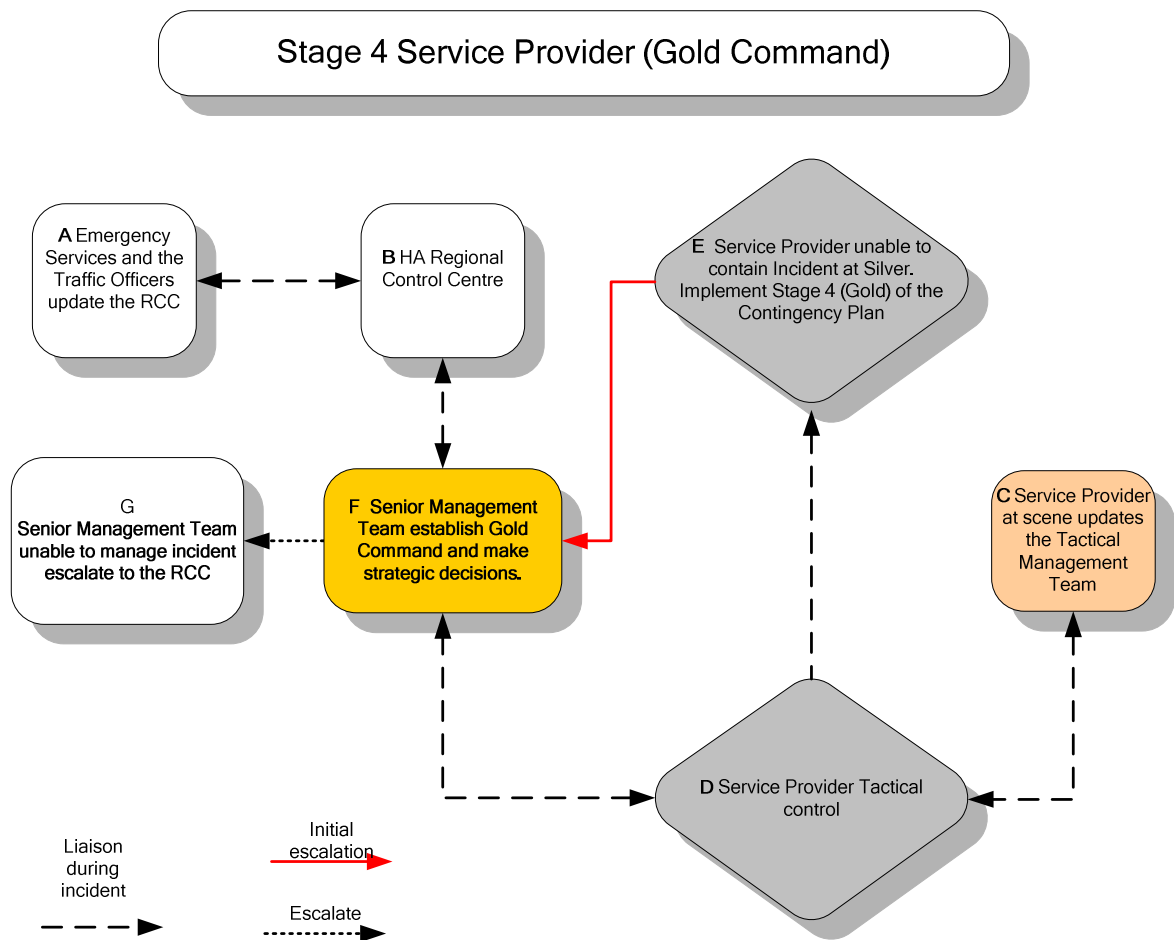 Stage 4 Service Provider (Gold Command)
A Emergency
Services and the
Traffic Officers
update the RCC
B HA Regional
Control Centre
E Service Provider unable to
contain Incident at Silver.
Implement Stage 4 (Gold) of the
Contingency Plan
G
Senior Management Team
unable to manage incident
escalate to the RCC
F Senior Management
Team establish Gold
Command and make
strategic decisions.
C Service Provider
at scene updates
the Tactical
Management
Team
D Service Provider Tactical
control
Liaison
during
incident
Initial
escalation
Escalate